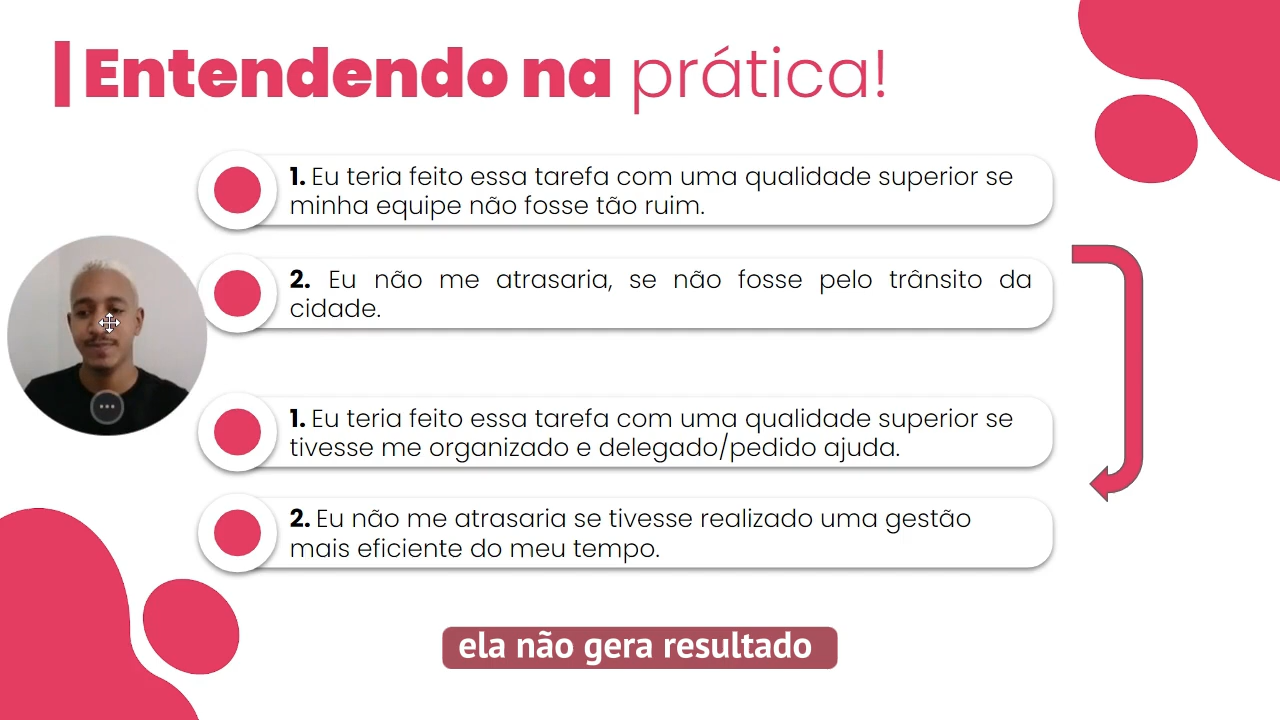 Entendendo na prática!
1. Eu teria feito essa tarefa com uma qualidade superior se
minha equipe não fosse tão ruim.
2. Eu não me atrasaria, se não fosse pelo trânsito da
cidade.
1. Eu teria feito essa tarefa com uma qualidade superior se
tivesse me organizado e delegado/pedido ajuda.
2. Eu não me atrasaria se tivesse realizado uma gestão
mais eficiente do meu tempo.
ela não gera resultado